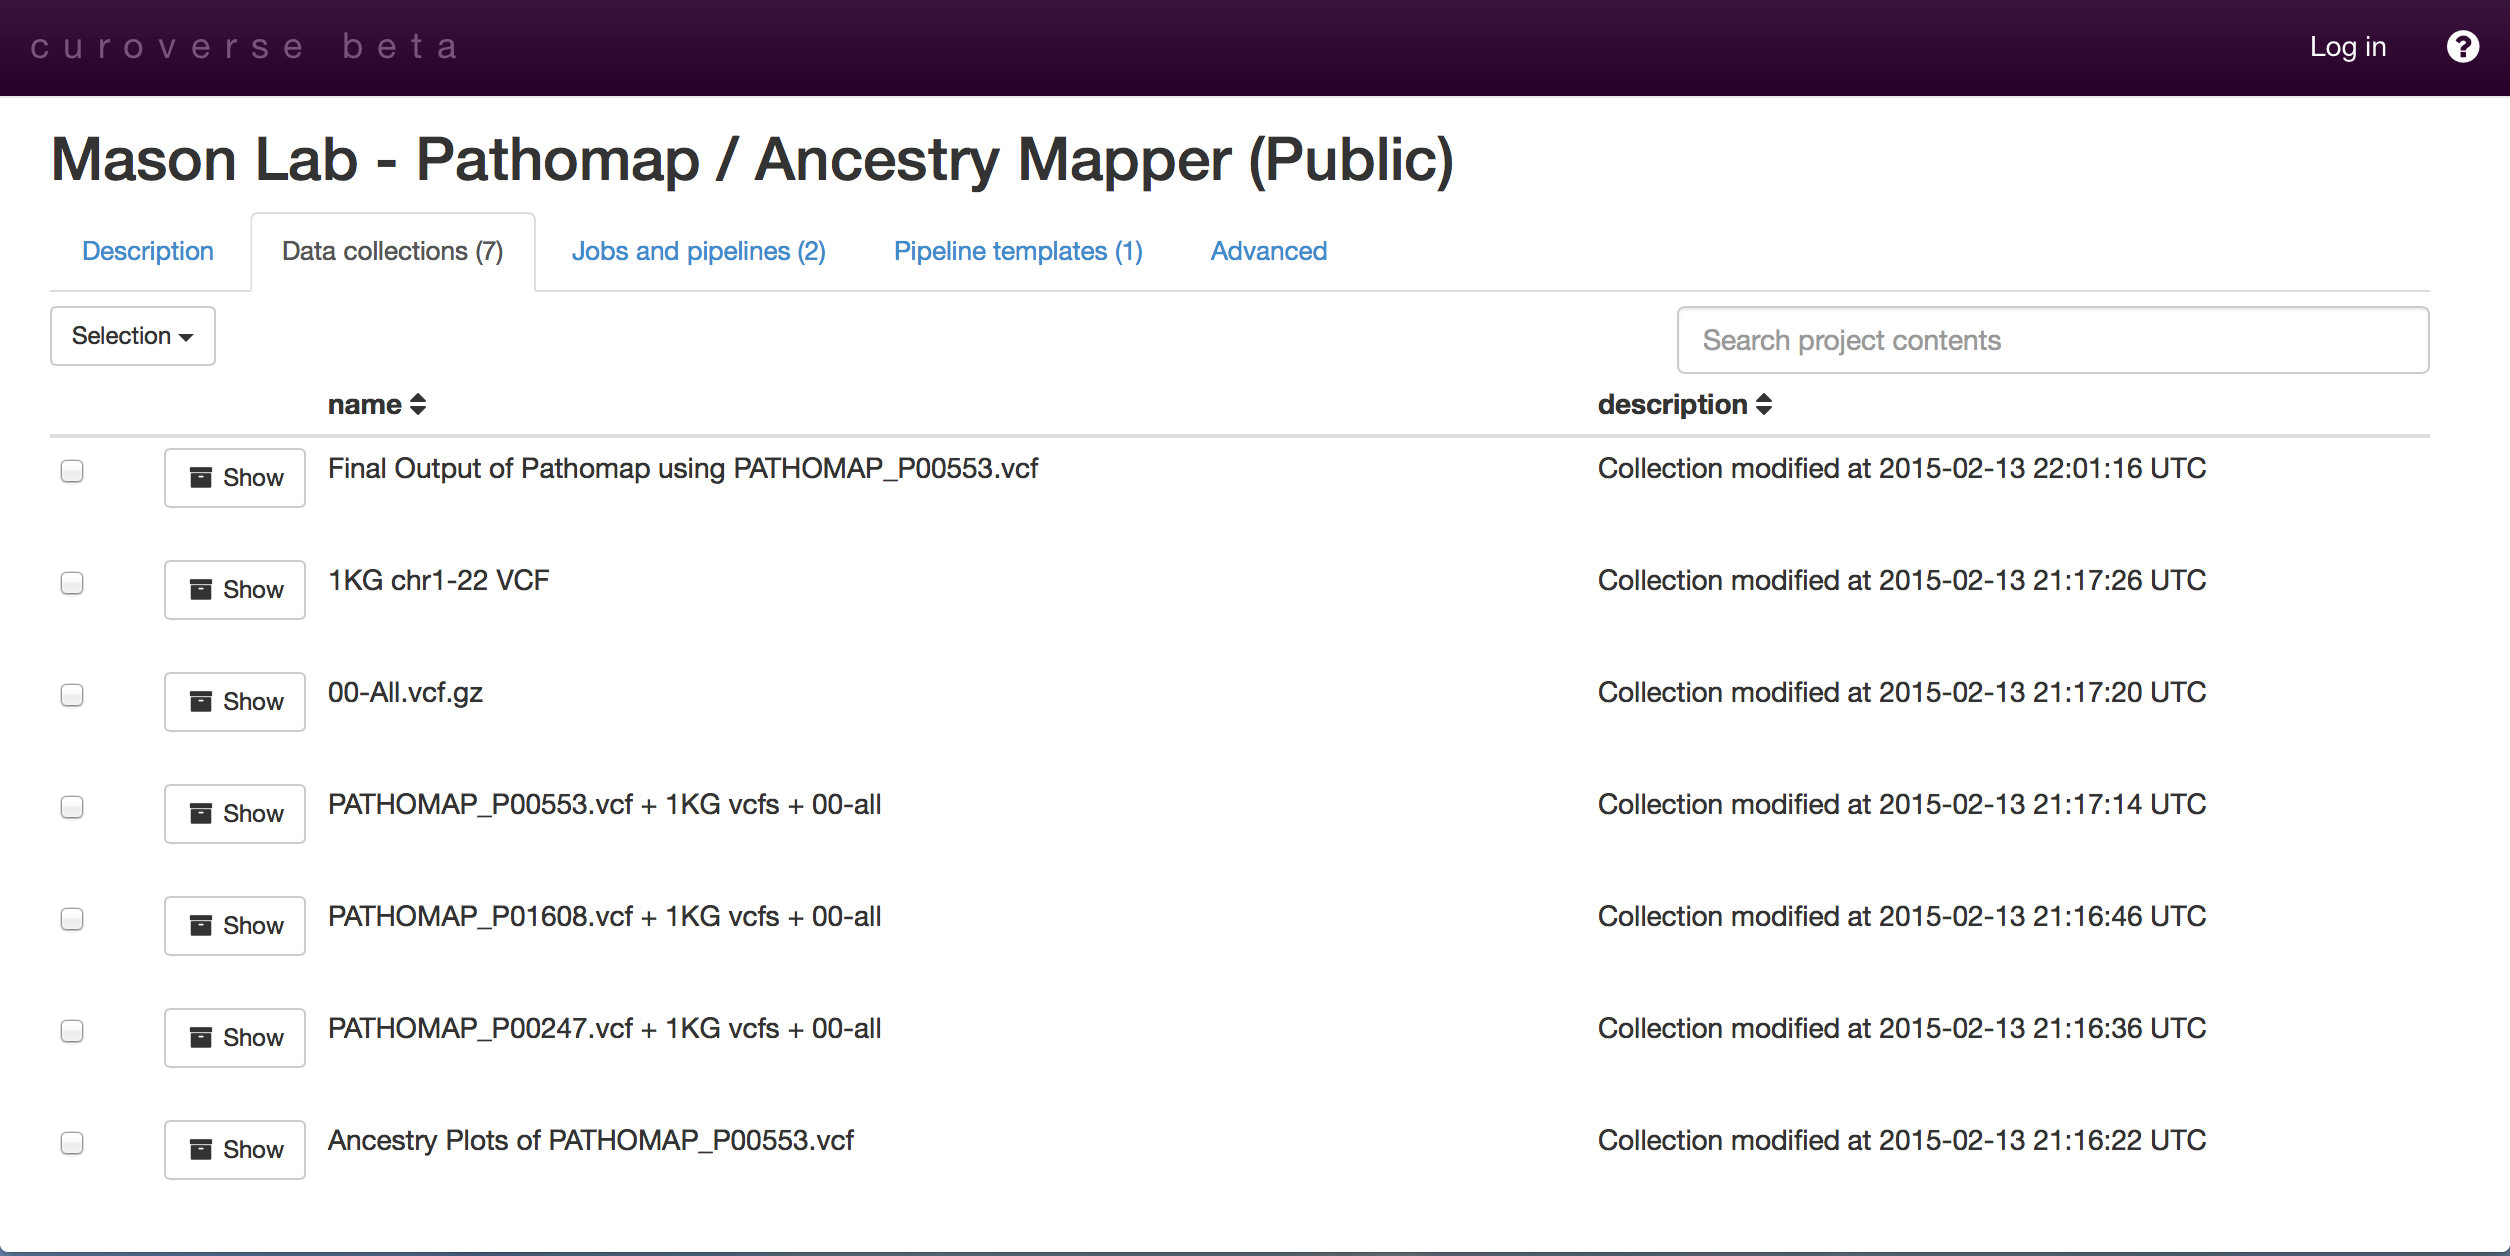 curoverse beta
Log in
Mason Lab - Pathomap / Ancestry Mapper (Public)
Description Data collections (7) Jobs and pipelines (2) Pipeline templates (1) Advanced
Selection Search project contents
name description
Show Final Output of Pathomap using PATHOMAP_P00553.vcf Collection modified at 2015-02-13 22:01:16 UTC
Show 1KG chr1-22 VCF Collection modified at 2015-02-13 21:17:26 UTC
Show 00-All.vcf.gz Collection modified at 2015-02-13 21:17:20 UTC
Show PATHOMAP_P00553.vcf + 1KG vcfs + 00-all Collection modified at 2015-02-13 21:17:14 UTC
Show PATHOMAP_P01608.vcf + 1KG vcfs + 00-all Collection modified at 2015-02-13 21:16:46 UTC
Show PATHOMAP_P00247.vcf + 1KG vcfs + 00-all Collection modified at 2015-02-13 21:16:36 UTC
Show Ancestry Plots of PATHOMAP_P00553.vcf Collection modified at 2015-02-13 21:16:22 UTC